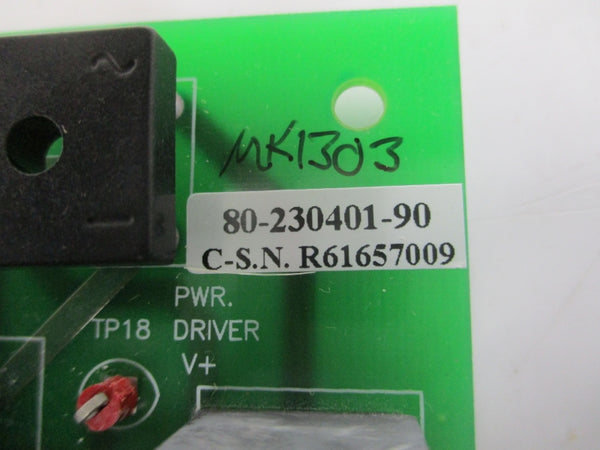 MK1303
80-230401-90
C-S.N. R61657009
PWR.
TP18 DRIVER
V+